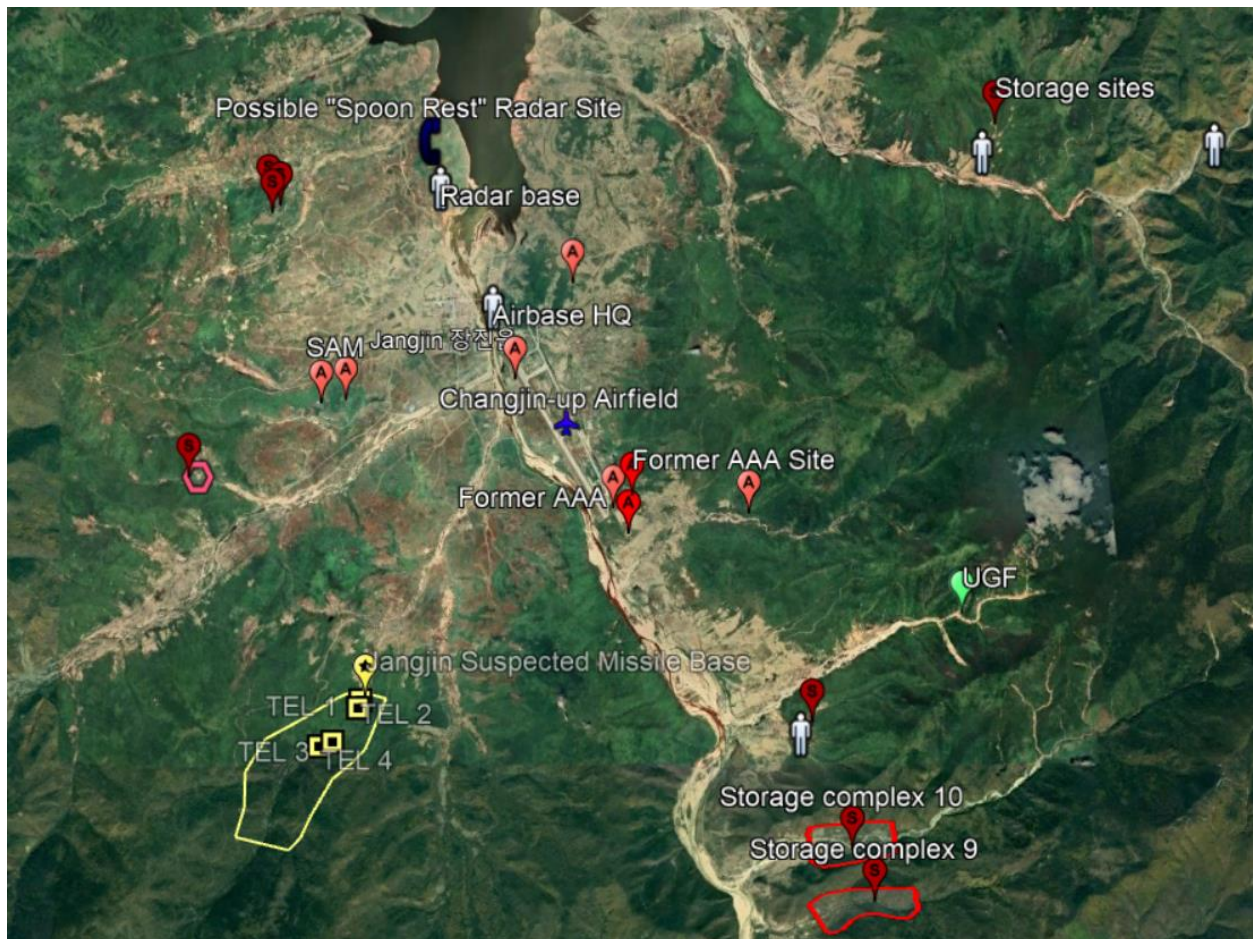 Storage sites
Possible "Spoon Rest" Radar Site
Radar base
Airbase HQ
Jangjin 장진읍
SAM
Changjin-up Airfield
Former AAA Site
Former AAA
UGF
Jangjin Suspected Missile Base
TEL 1
TEL 2
TEL 3
TEL 4
Storage complex 10
Storage complex 9
S
S
A
A
A
A
S
A
A
A
S
S
S